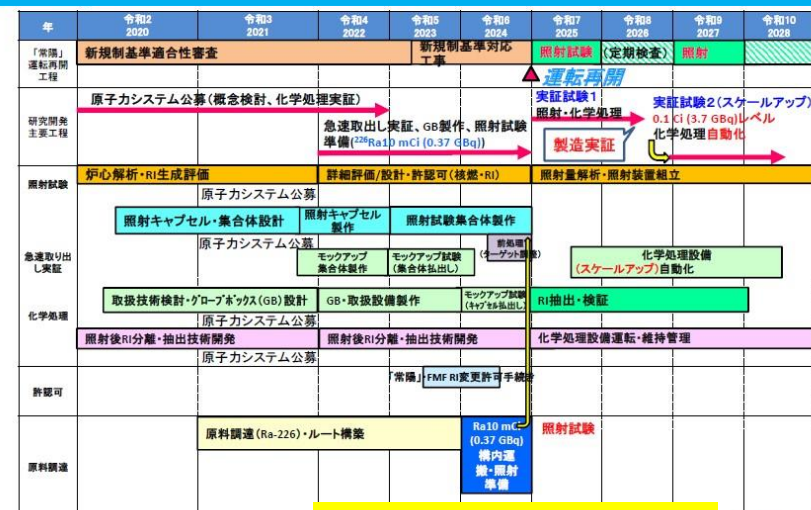 年
令和2
2020
令和3
2021
令和4
2022
令和5
2023
令和6
2024
令和7
2025
令和8
2026
令和9
2027
令和10
2028
「常陽」
運転再開
工程
新規制基準適合性審査
新規制基準対応
工事
照射試験
(定期検査)
照射
運転再開
研究開発
主要工程
原子力システム公募(概念検討、化学処理実証)
急速取出し実証、GB製作、照射試験
準備(²²⁶Ra10 mCi (0.37 GBq))
実証試験1
照射・化学処理
製造実証
実証試験2(スケールアップ)
0.1 Ci (3.7 GBq)レベル
化学処理自動化
照射試験
炉心解析・RI生成評価
詳細評価/設計・許認可(核燃・RI)
照射量解析・照射装置組立
原子力システム公募
照射キャプセル・集合体設計
照射キャプセル
製作
照射試験集合体製作
原子力システム公募
急速取り出
し実証
モックアップ
集合体製作
モックアップ試験
(集合体払出し)
前処理
(ターゲット調製)
化学処理設備
(スケールアップ)自動化
化学処理
取扱技術検討・グローブボックス(GB)設計
GB・取扱設備製作
モックアップ試験
(キャプセル払出し)
RI抽出・検証
原子力システム公募
照射後RI分離・抽出技術開発
照射後RI分離・抽出技術開発
化学処理設備運転・維持管理
原子力システム公募
許認可
「常陽」・FMF RI変更許可手続き
原料調達
原料調達(Ra-226)・ルート構築
Ra10 mCi
(0.37 GBq)
構内運
搬・照射
準備
照射試験